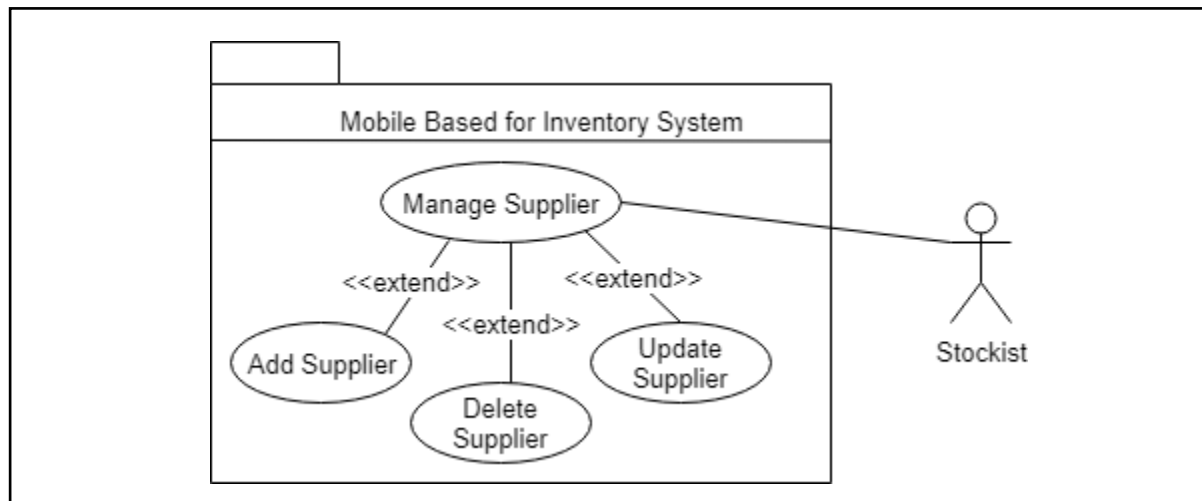 Mobile Based for Inventory System
Manage Supplier
<<extend>>
<<extend>>
<<extend>>
Add Supplier
Update
Supplier
Delete
Supplier
Stockist